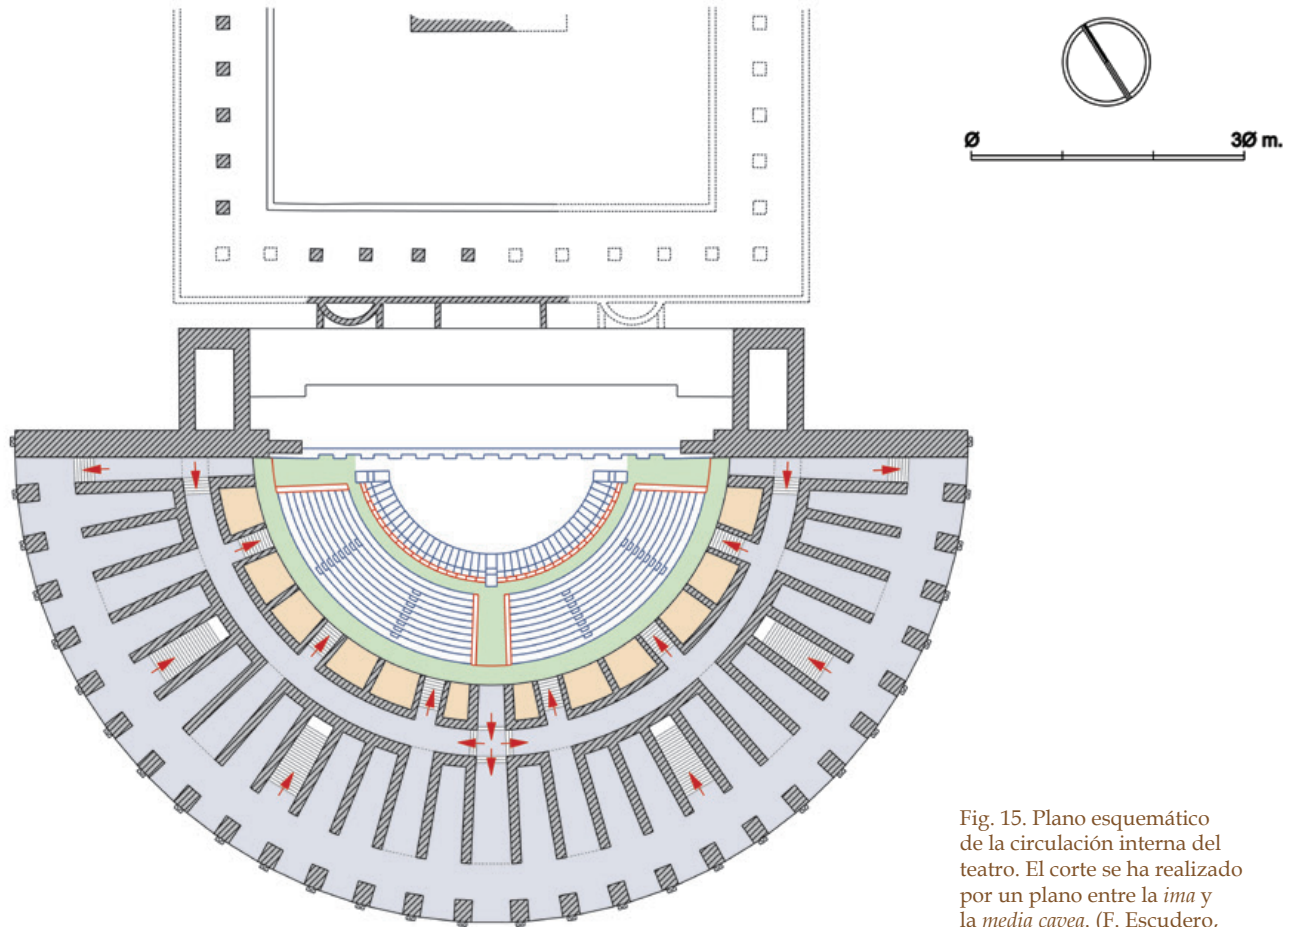 Ø 3Ø m.
Fig. 15. Plano esquemático
de la circulación interna del
teatro. El corte se ha realizado
por un plano entre la ima y
la media cavea. (F. Escudero,